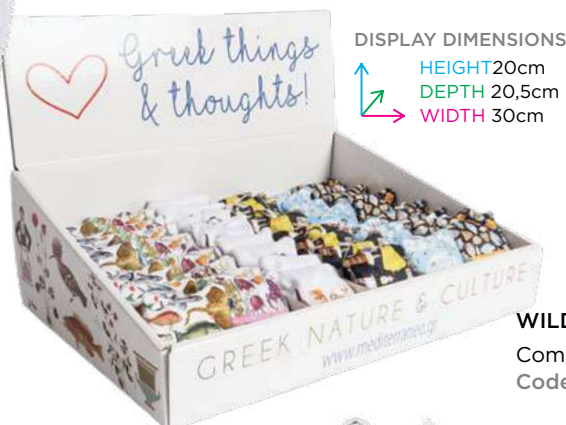 Greek things
& thoughts!
DISPLAY DIMENSIONS
HEIGHT20cm
DEPTH 20,5cm
WIDTH 30cm
GREEK NATURE & CULTURE
www.mediterraneo.gr
WILD
Com
Code